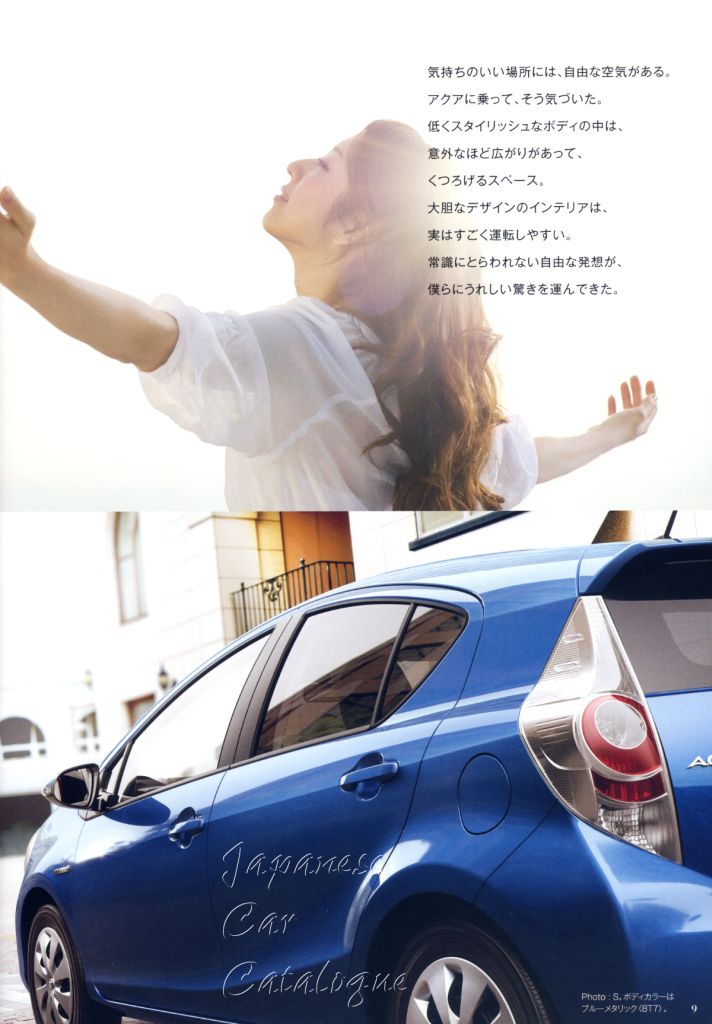 気持ちのいい場所には、自由な空気がある。
アクアに乗って、そう気づいた。
低くスタイリッシュなボディの中は、
意外なほど広がりがあって、
くつろげるスペース。
大胆なデザインのインテリアは、
実はすごく運転しやすい。
常識にとらわれない自由な発想が、
僕らにうれしい驚きを運んできた。
Japanese
Car
Catalogue
Photo : S。ボディカラーは
ブルーメタリック〈8T7〉。
9